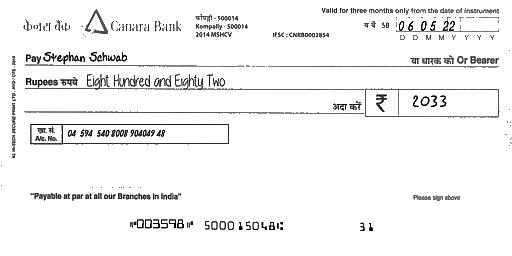 Valid for three months only from the date of instrument
केनरा बैंक Canara Bank
कोंपल्ली - 500014
Kompally - 500014
2014 MSHCV
IFSC : CNRB0002854
SB 06 05 22
D D M M Y Y Y Y
Pay Stephan Schwab या धारक को Or Bearer
Rupees रुपये Eight Hundred and Eighty Two
अदा करें ₹ 2033
खा. सं.
A/c. No. 04 594 540 8008 904049 48
"Payable at par at all our Branches in India"
Please sign above
⑈003598⑈ 500015048⑆ 31